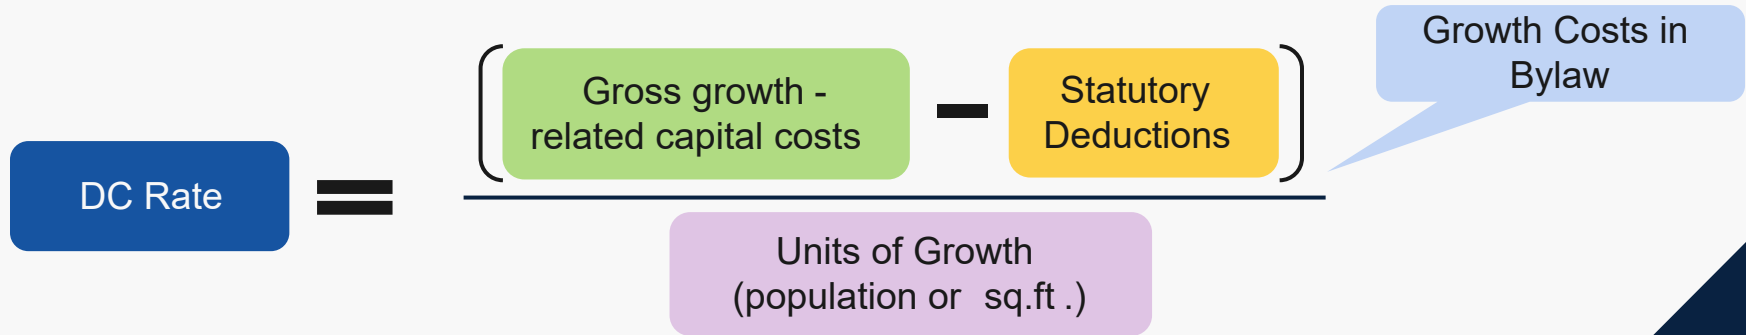 Growth Costs in
Bylaw
Gross growth -
related capital costs
Statutory
Deductions
DC Rate
Units of Growth
(population or sq.ft .)